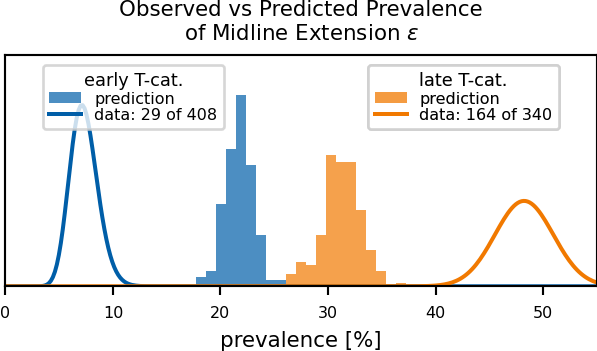 Observed vs Predicted Prevalence
of Midline Extension ε
early T-cat.
prediction
data: 29 of 408
late T-cat.
prediction
data: 164 of 340
0 10 20 30 40 50
prevalence [%]